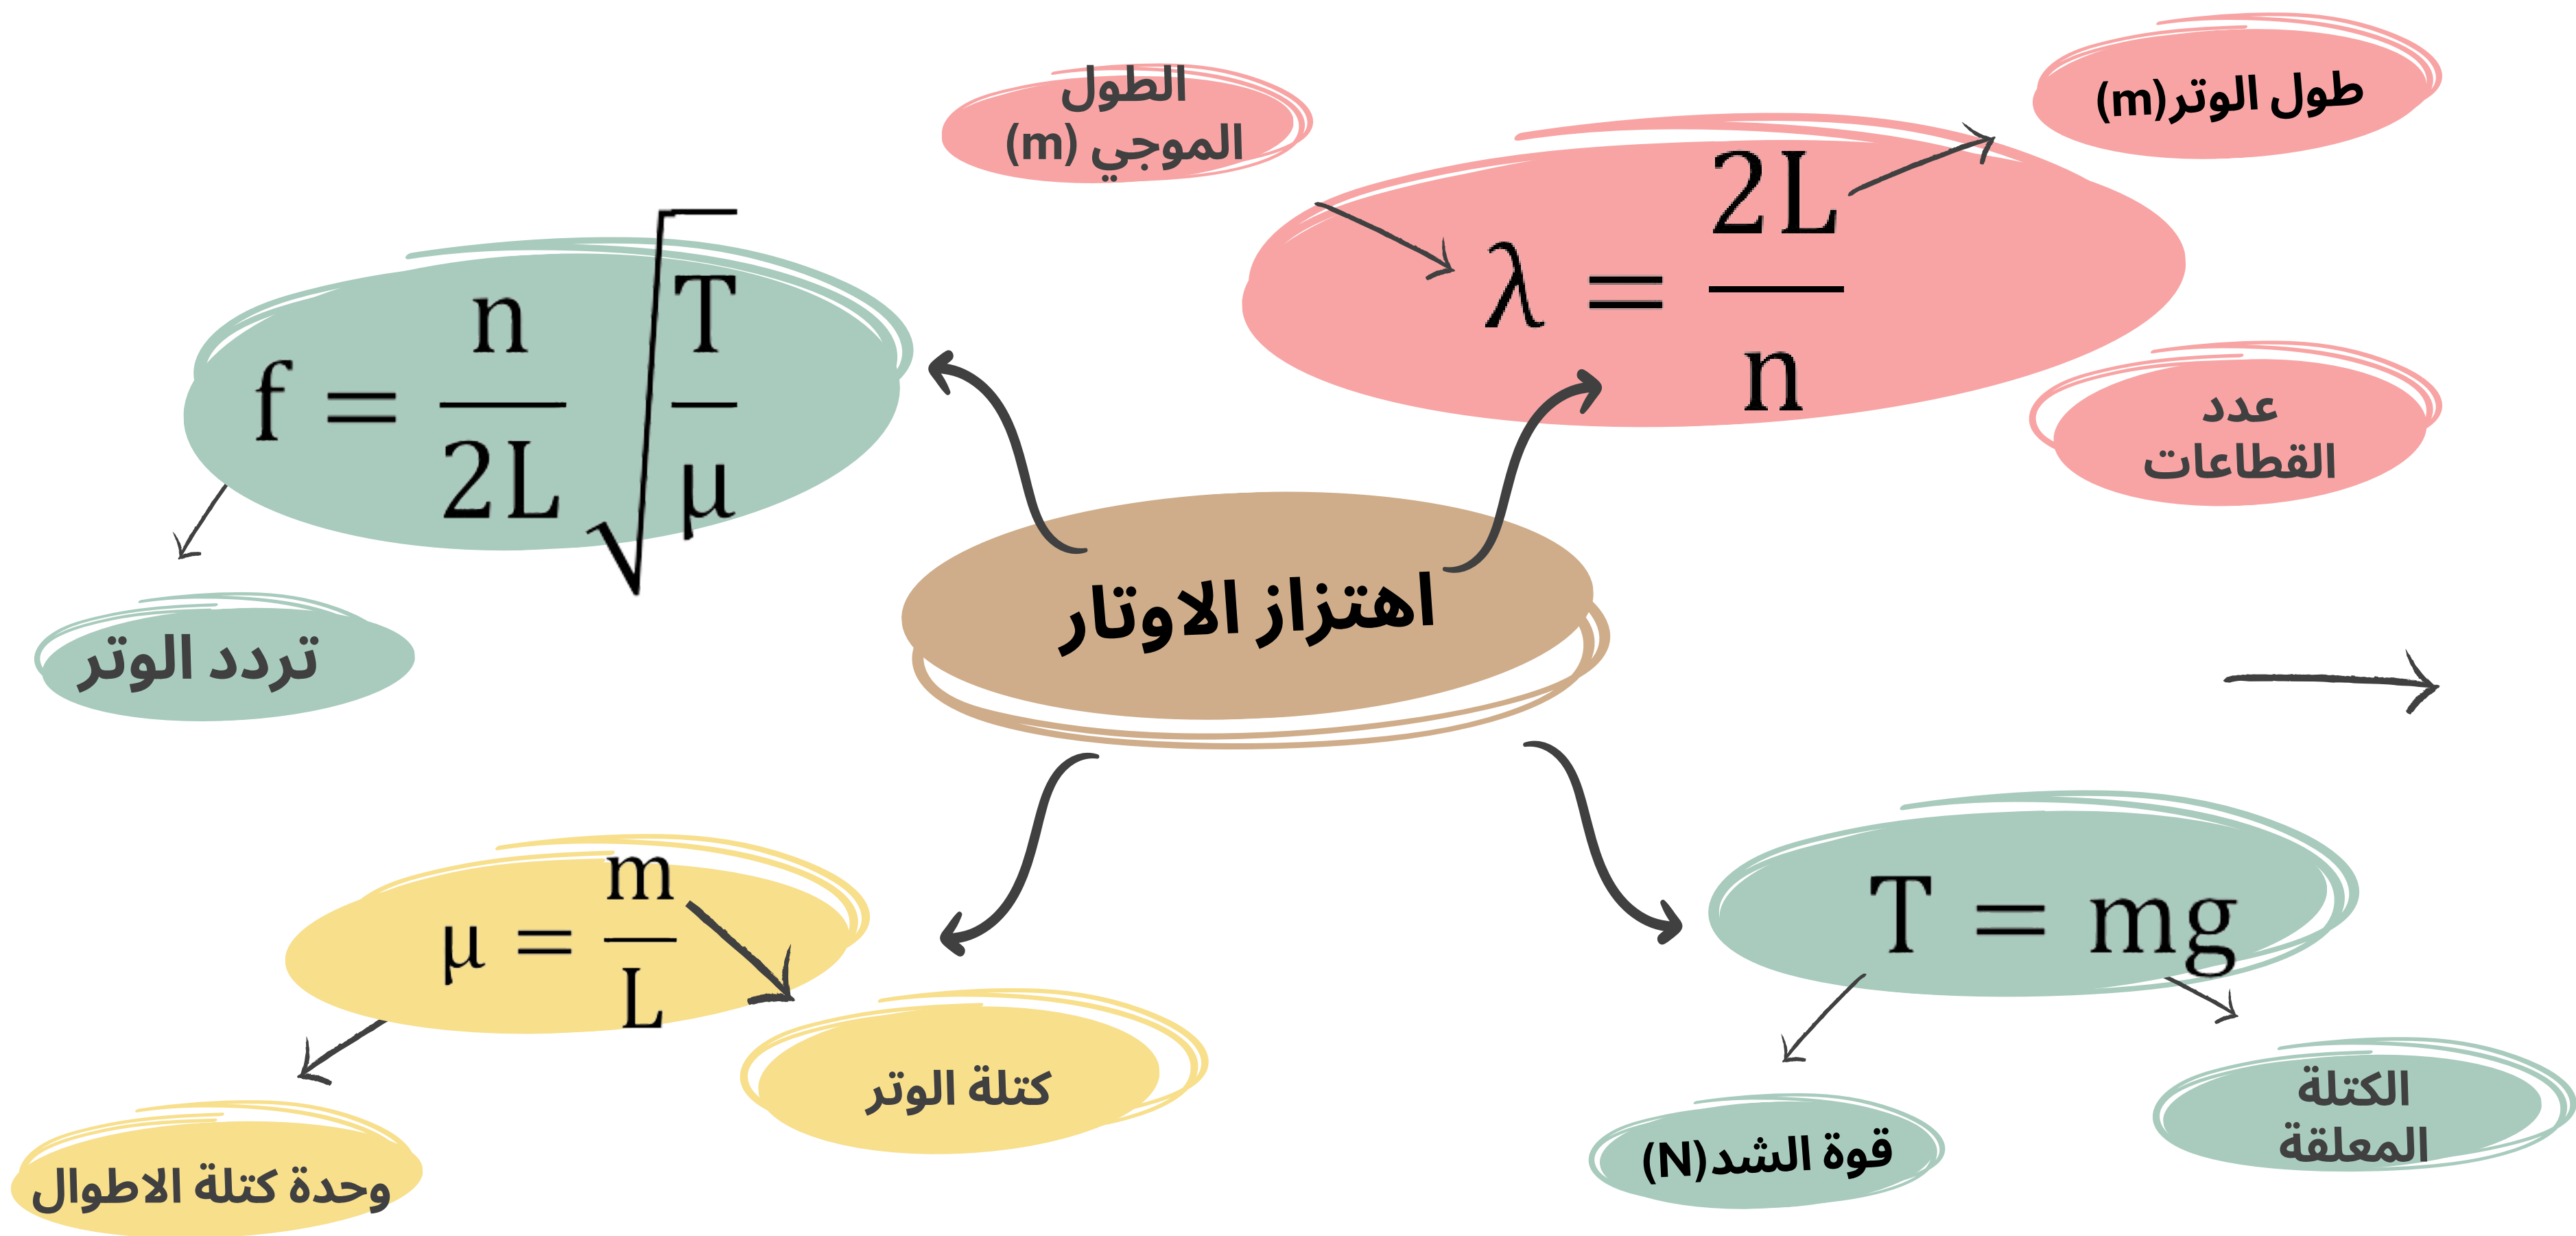 الطول
الموجي (m)
طول الوتر(m)
λ = 2L/n
عدد
القطاعات
f = n/2L √(T/μ)
تردد الوتر
اهتزاز الاوتار
μ = m/L
كتلة الوتر
وحدة كتلة الاطوال
T = mg
قوة الشد(N)
الكتلة
المعلقة